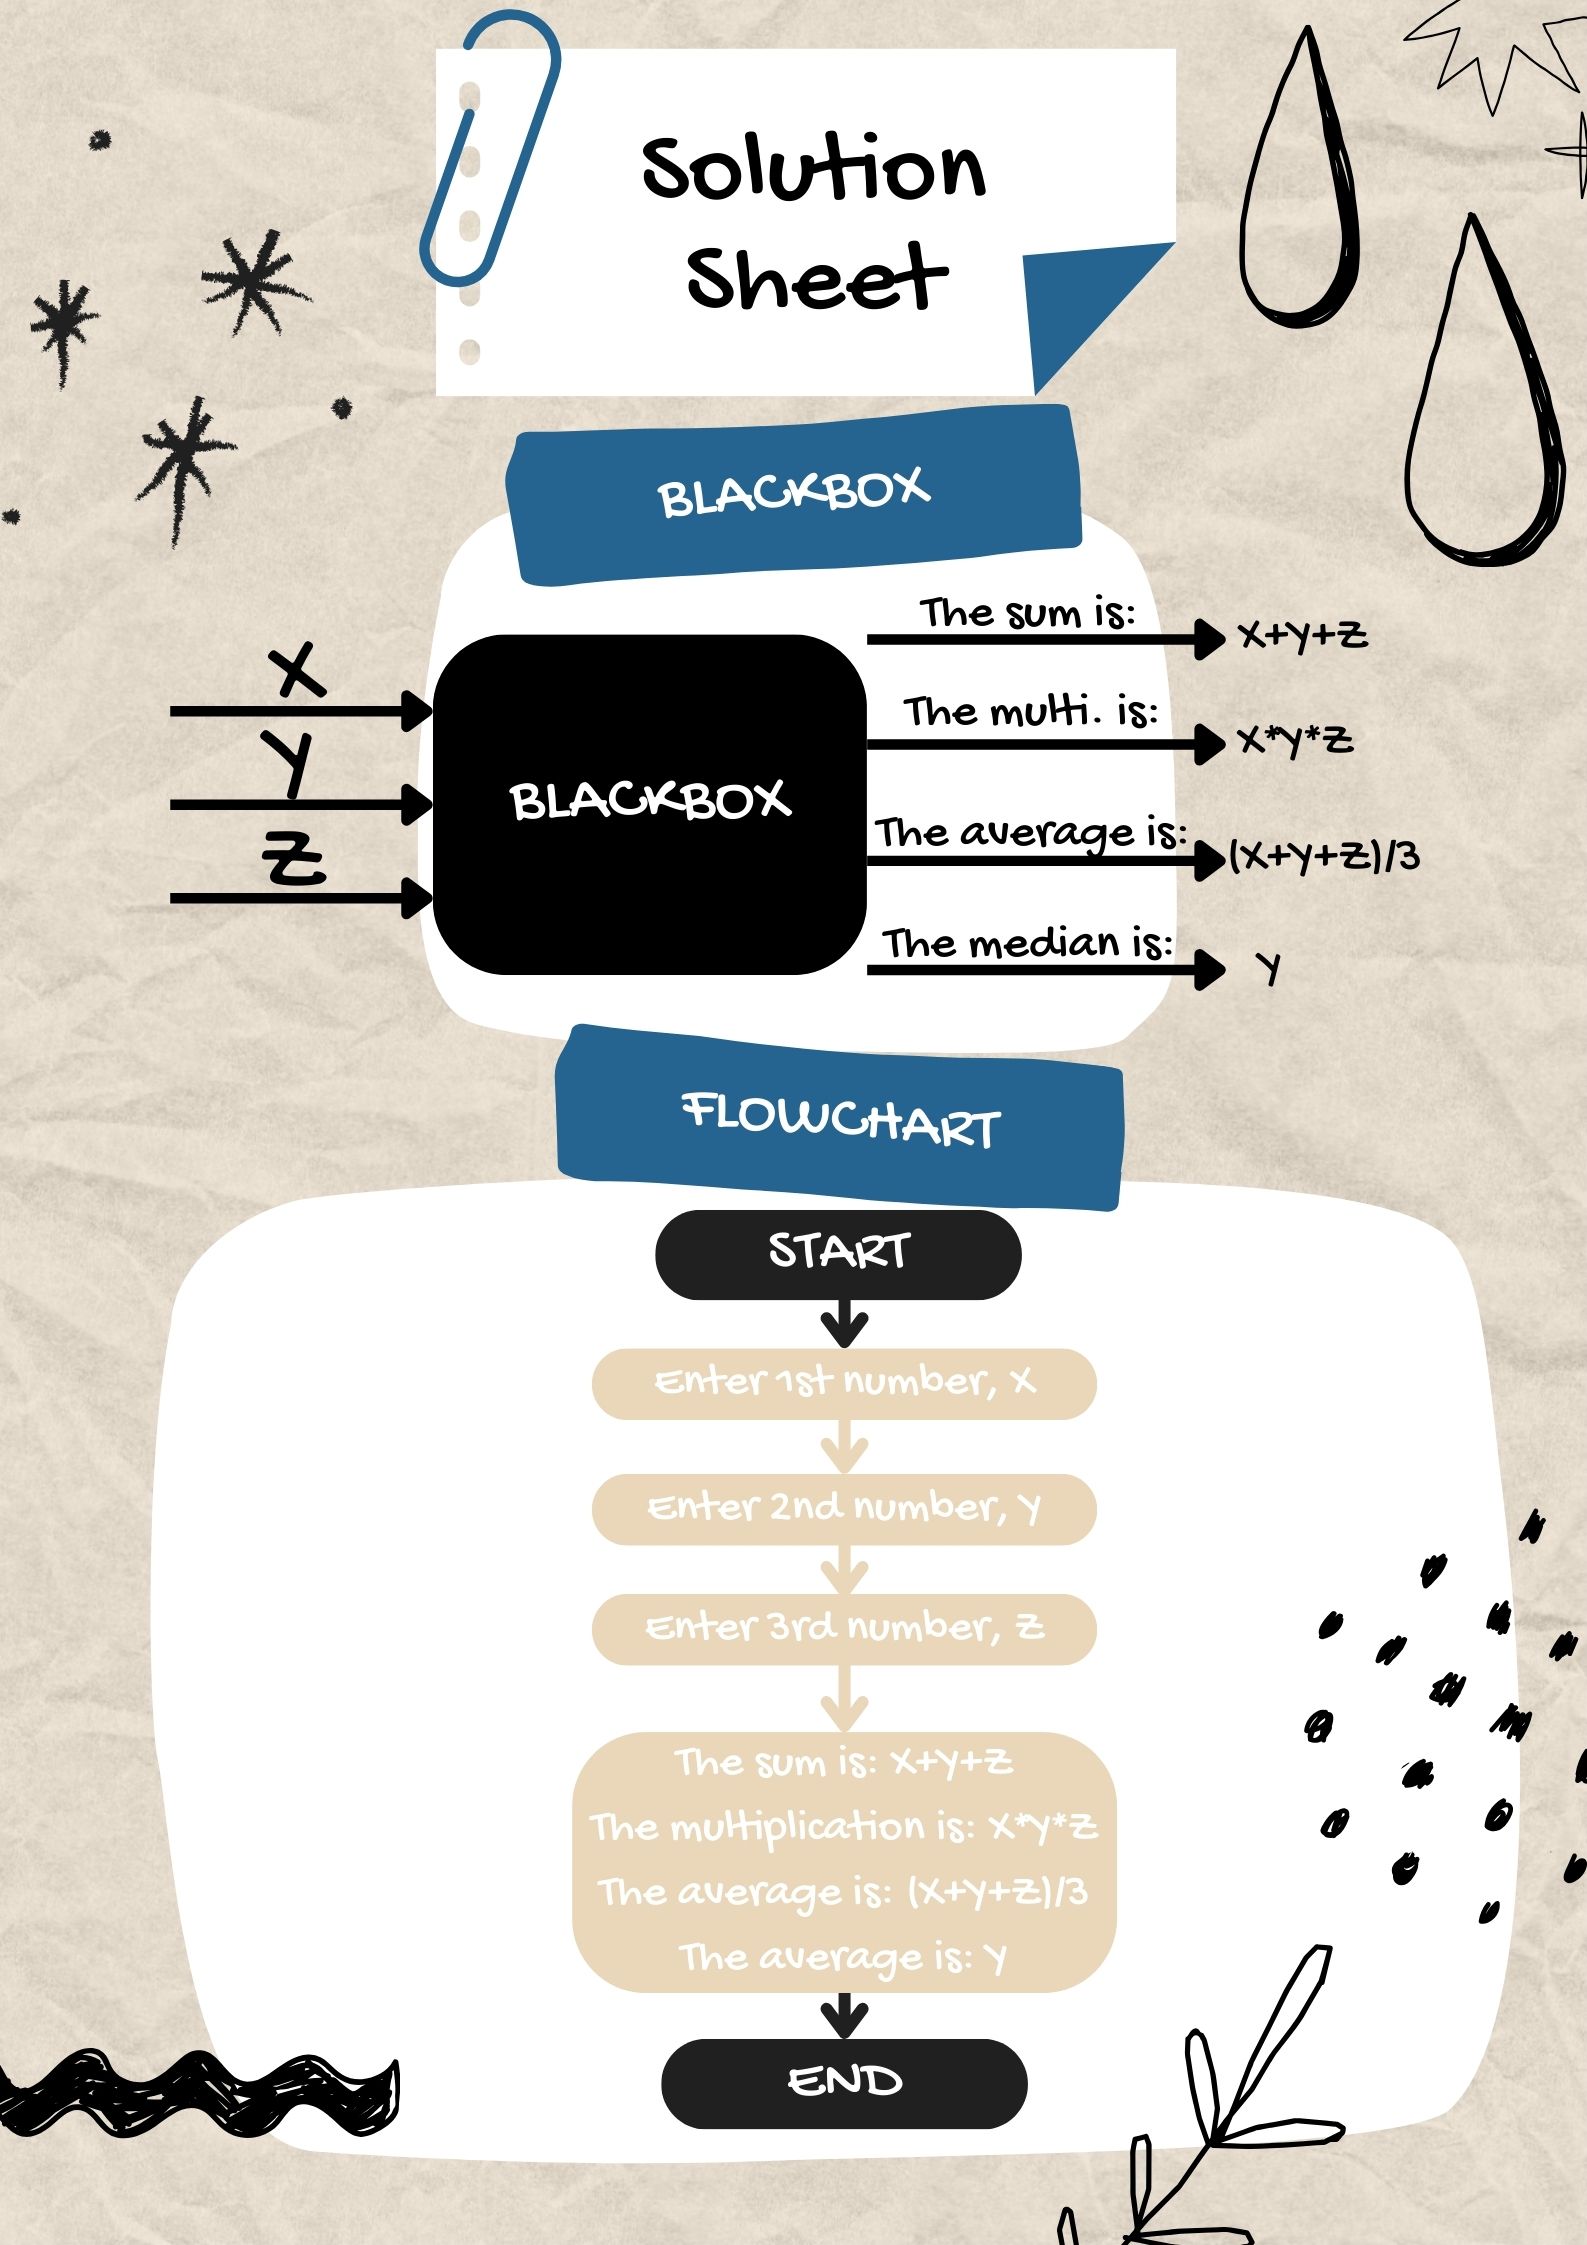 Solution
Sheet
BLACKBOX
X
Y
Z
BLACKBOX
The sum is: X+Y+Z
The multi. is: X*Y*Z
The average is: (X+Y+Z)/3
The median is: Y
FLOWCHART
START
Enter 1st number, X
Enter 2nd number, Y
Enter 3rd number, Z
The sum is: X+Y+Z
The multiplication is: X*Y*Z
The average is: (X+Y+Z)/3
The average is: Y
END